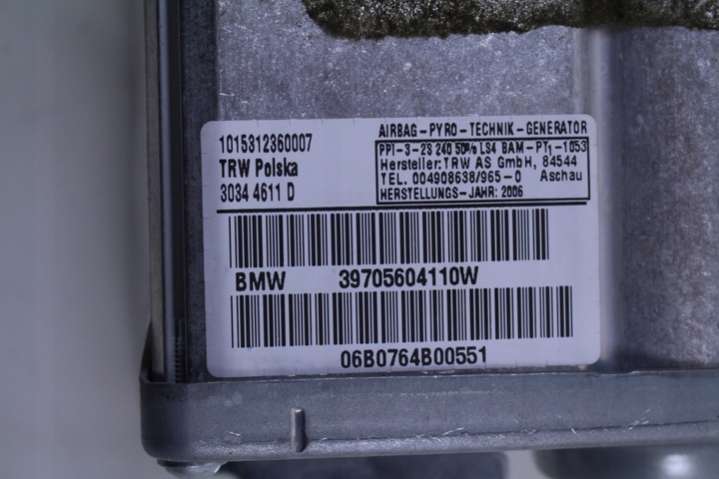 1015312360007
TRW Polska
3034 4611 D
AIRBAG-PYRO-TECHNIK-GENERATOR
PPT-3-2S 240 50% LS4 BAM-PT1-1053
Hersteller:TRW AS GmbH, 84544
TEL. 004908638/965-0 Aschau
HERSTELLUNGS-JAHR: 2006
BMW 39705604110W
06B0764B00551